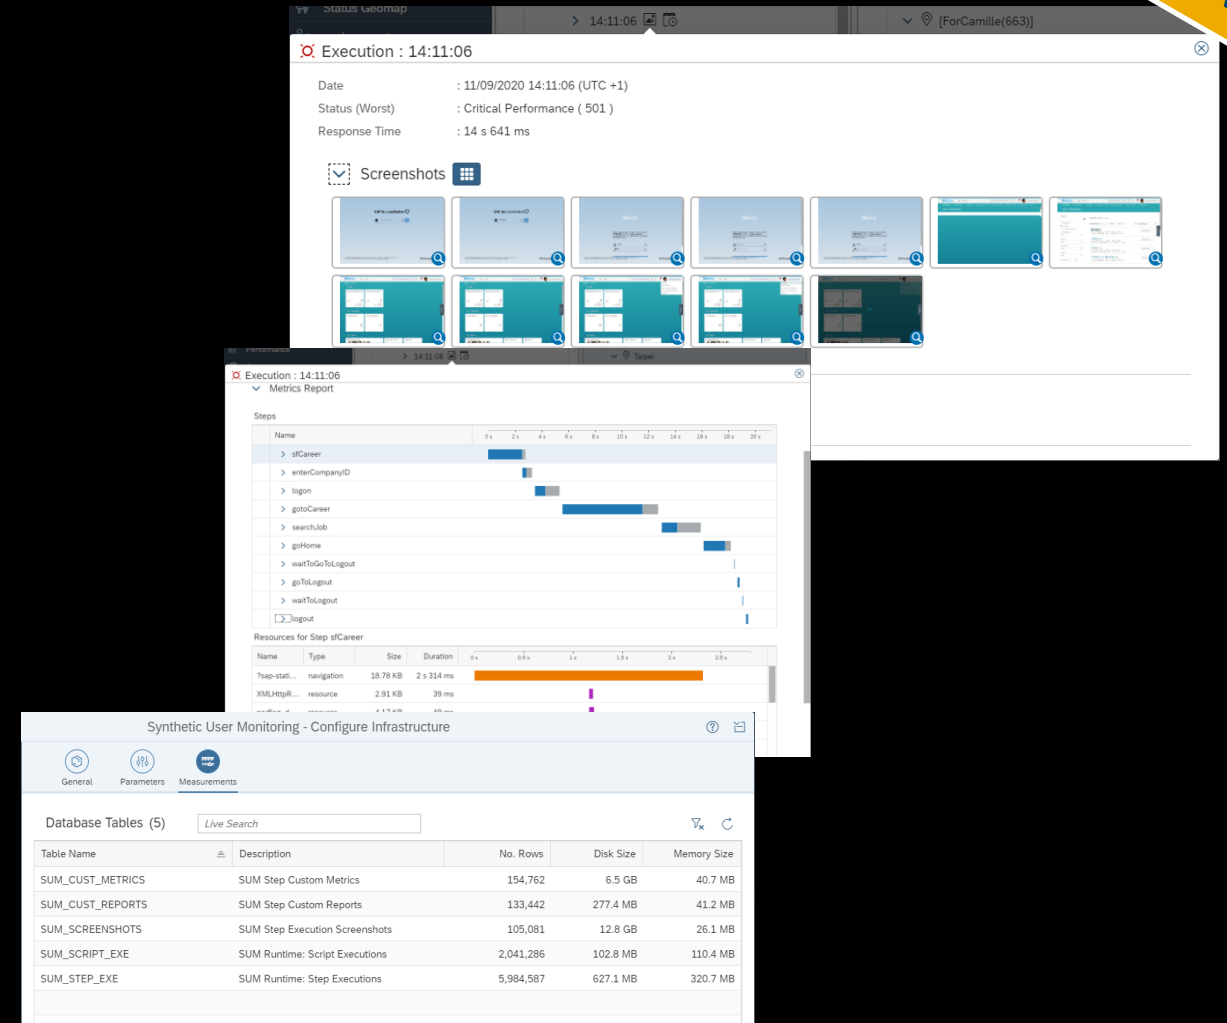 Status Geomap
14:11:06
[ForCamille(663)]
Execution : 14:11:06
Date : 11/09/2020 14:11:06 (UTC +1)
Status (Worst) : Critical Performance ( 501 )
Response Time : 14 s 641 ms
Screenshots
Performance
14:11:06
Taipei
Execution : 14:11:06
Metrics Report
Steps
Name 0 s 2 s 4 s 6 s 8 s 10 s 12 s 14 s 16 s 18 s 20 s
sfCareer
enterCompanyID
logon
gotoCareer
searchJob
goHome
waitToGoToLogout
goToLogout
waitToLogout
logout
Resources for Step sfCareer
Name Type Size Duration 0 s 0.5 s 1 s 1.5 s 2 s 2.5 s
?sap-stati... navigation 18.78 KB 2 s 314 ms
XMLHttpR... resource 2.91 KB 39 ms
Synthetic User Monitoring - Configure Infrastructure
General Parameters Measurements
Database Tables (5) Live Search
Table Name Description No. Rows Disk Size Memory Size
SUM_CUST_METRICS SUM Step Custom Metrics 154,762 6.5 GB 40.7 MB
SUM_CUST_REPORTS SUM Step Custom Reports 133,442 277.4 MB 41.2 MB
SUM_SCREENSHOTS SUM Step Execution Screenshots 105,081 12.8 GB 26.1 MB
SUM_SCRIPT_EXE SUM Runtime: Script Executions 2,041,286 102.8 MB 110.4 MB
SUM_STEP_EXE SUM Runtime: Step Executions 5,984,587 627.1 MB 320.7 MB